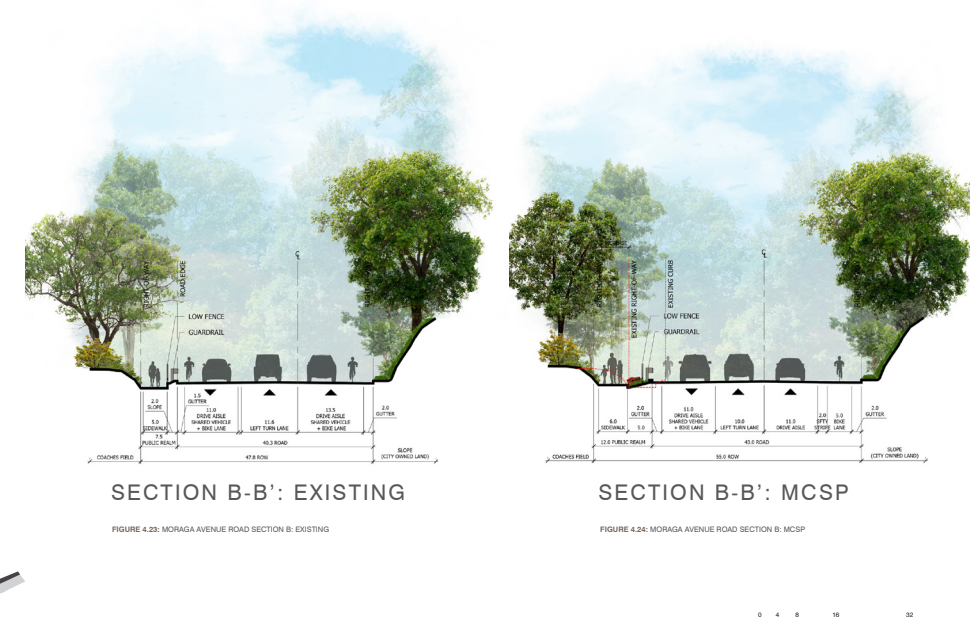 ℄
ROAD EDGE
LOW FENCE
GUARDRAIL
2.0
SLOPE
1.5
GUTTER
5.0
SIDEWALK
7.5
PUBLIC REALM
11.0
DRIVE AISLE
SHARED VEHICLE
+ BIKE LANE
11.6
LEFT TURN LANE
13.5
DRIVE AISLE
SHARED VEHICLE
+ BIKE LANE
2.0
GUTTER
40.3 ROAD
COACHES FIELD
47.8 ROW
SLOPE
(CITY OWNED LAND)
SECTION B-B’: EXISTING
FIGURE 4.23: MORAGA AVENUE ROAD SECTION B: EXISTING
℄
EXISTING RIGHT-OF-WAY
EXISTING CURB
LOW FENCE
GUARDRAIL
6.0
SIDEWALK
2.0
GUTTER
5.0
12.6 PUBLIC REALM
11.0
DRIVE AISLE
SHARED VEHICLE
+ BIKE LANE
10.0
LEFT TURN LANE
11.0
DRIVE AISLE
2.0
SFTY
STRIPE
5.0
BIKE
LANE
2.0
GUTTER
ROAD
COACHES FIELD
55.0 ROW
SLOPE
(CITY OWNED LAND)
SECTION B-B’: MCSP
FIGURE 4.24: MORAGA AVENUE ROAD SECTION B: MCSP
0 4 8 16 32